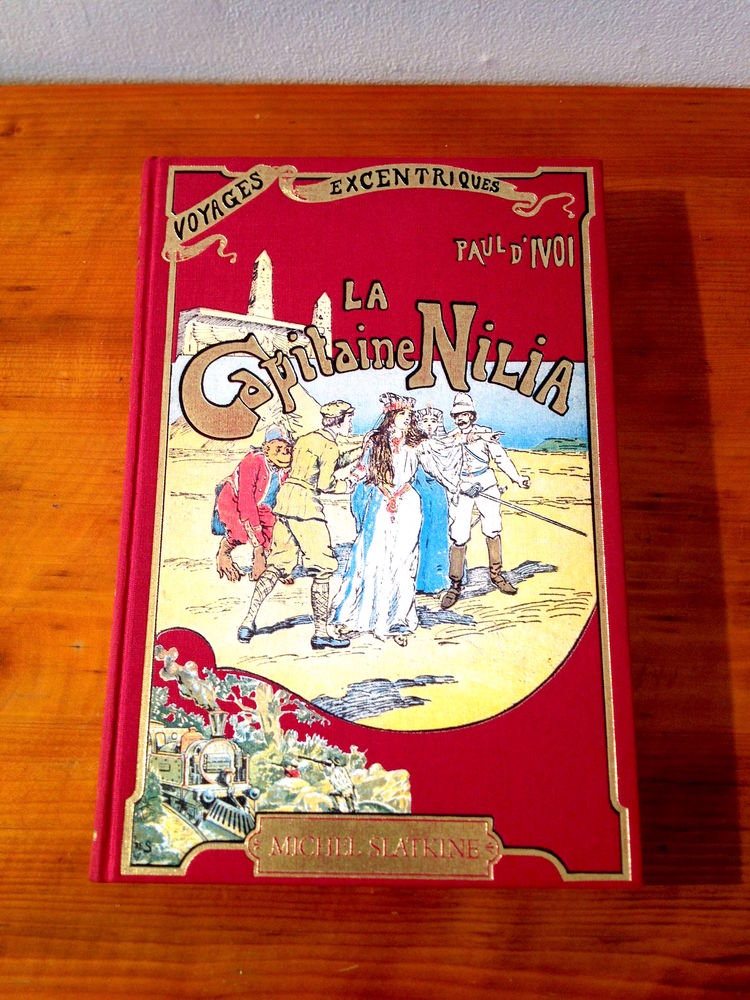 VOYAGES EXCENTRIQUES
PAUL D'IVOI
LA
Capitaine NILIA
MICHEL SLATKINE